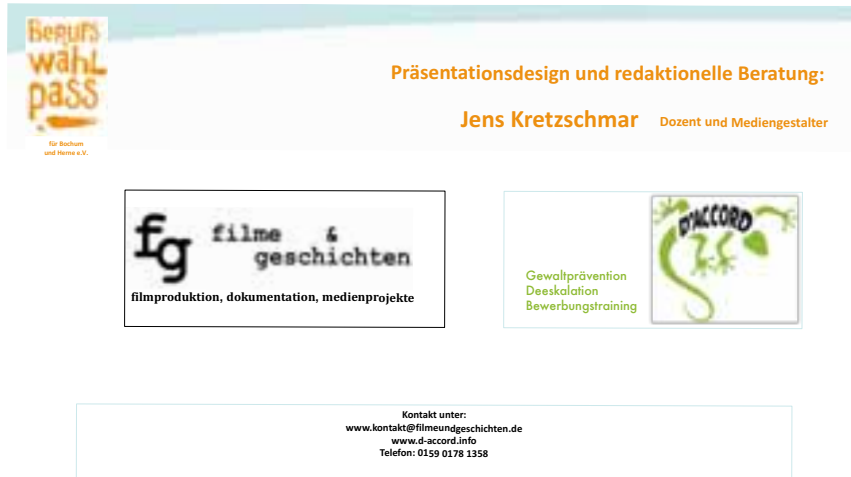 Berufs
wahl
pass
für Bochum
und Herne e.V.
Präsentationsdesign und redaktionelle Beratung:
Jens Kretzschmar Dozent und Mediengestalter
fg filme &
geschichten
filmproduktion, dokumentation, medienprojekte
D'ACCORD
Gewaltprävention
Deeskalation
Bewerbungstraining
Kontakt unter:
www.kontakt@filmeundgeschichten.de
www.d-accord.info
Telefon: 0159 0178 1358